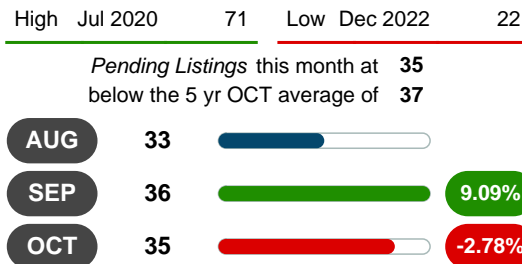 High Jul 2020 71 Low Dec 2022 22
Pending Listings this month at 35
below the 5 yr OCT average of 37
AUG 33
SEP 36 9.09%
OCT 35 -2.78%